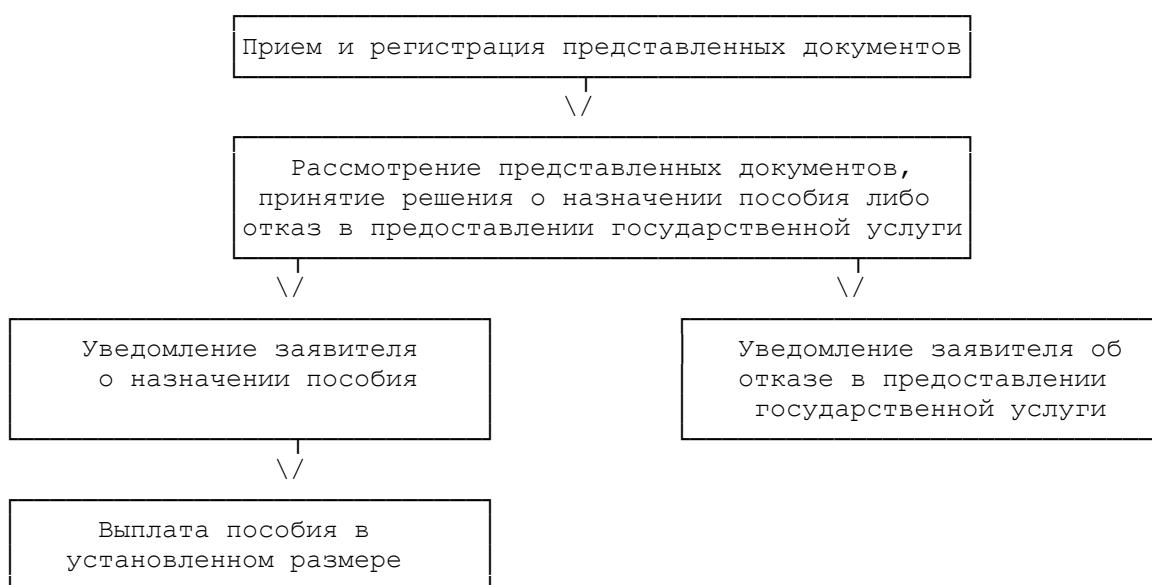 Прием и регистрация представленных документов
Рассмотрение представленных документов,
принятие решения о назначении пособия либо
отказ в предоставлении государственной услуги
Уведомление заявителя
о назначении пособия
Уведомление заявителя об
отказе в предоставлении
государственной услуги
Выплата пособия в
установленном размере